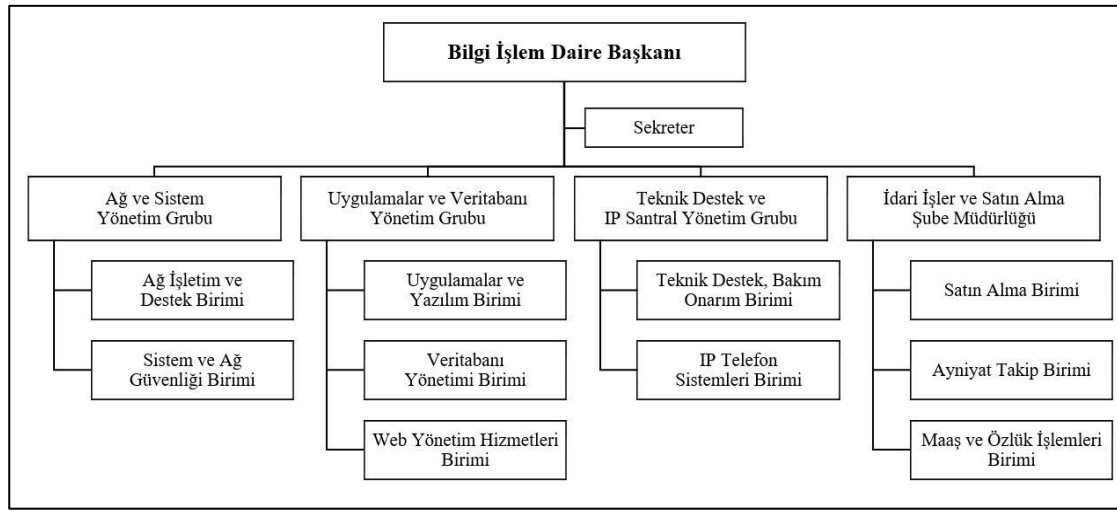 Bilgi İşlem Daire Başkanı
Sekreter
Ağ ve Sistem
Yönetim Grubu
Ağ İşletim ve
Destek Birimi
Sistem ve Ağ
Güvenliği Birimi
Uygulamalar ve Veritabanı
Yönetim Grubu
Uygulamalar ve
Yazılım Birimi
Veritabanı
Yönetimi Birimi
Web Yönetim Hizmetleri
Birimi
Teknik Destek ve
IP Santral Yönetim Grubu
Teknik Destek, Bakım
Onarım Birimi
IP Telefon
Sistemleri Birimi
İdari İşler ve Satın Alma
Şube Müdürlüğü
Satın Alma Birimi
Ayniyat Takip Birimi
Maaş ve Özlük İşlemleri
Birimi